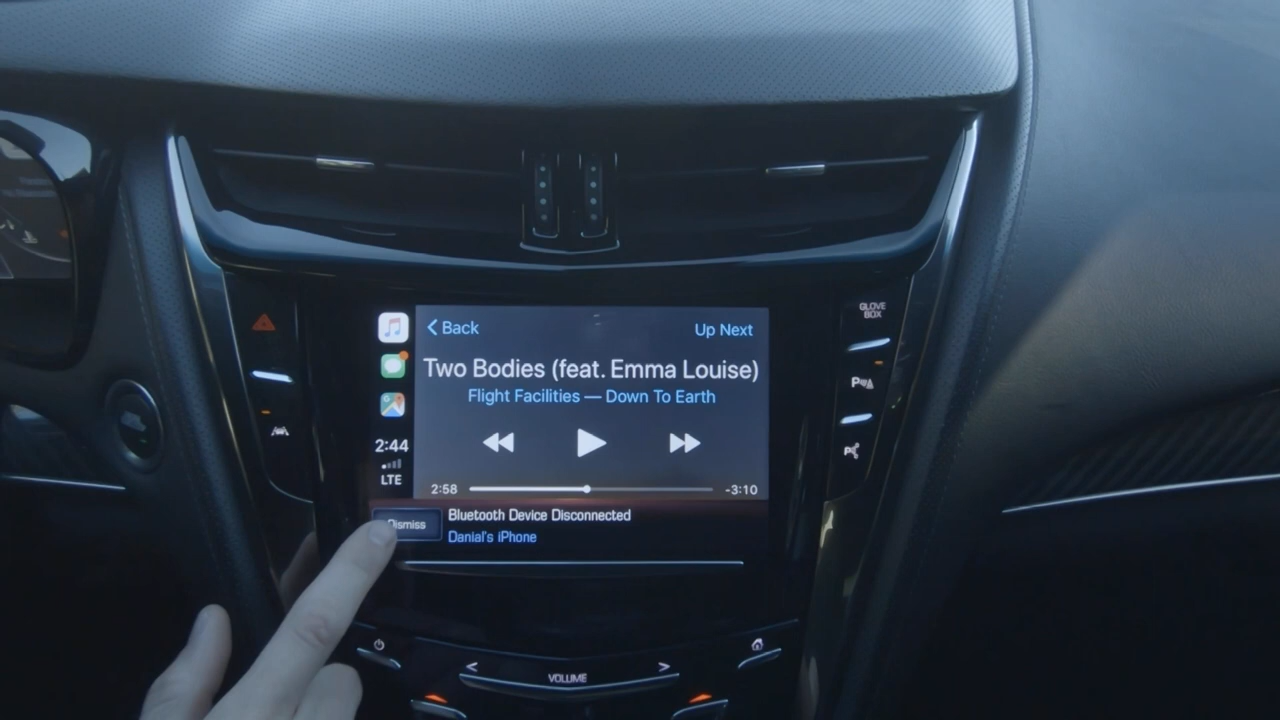 Back
Up Next
Two Bodies (feat. Emma Louise)
Flight Facilities — Down To Earth
2:44
LTE
2:58
-3:10
Dismiss
Bluetooth Device Disconnected
Danial's iPhone
GLOVE
BOX
VOLUME